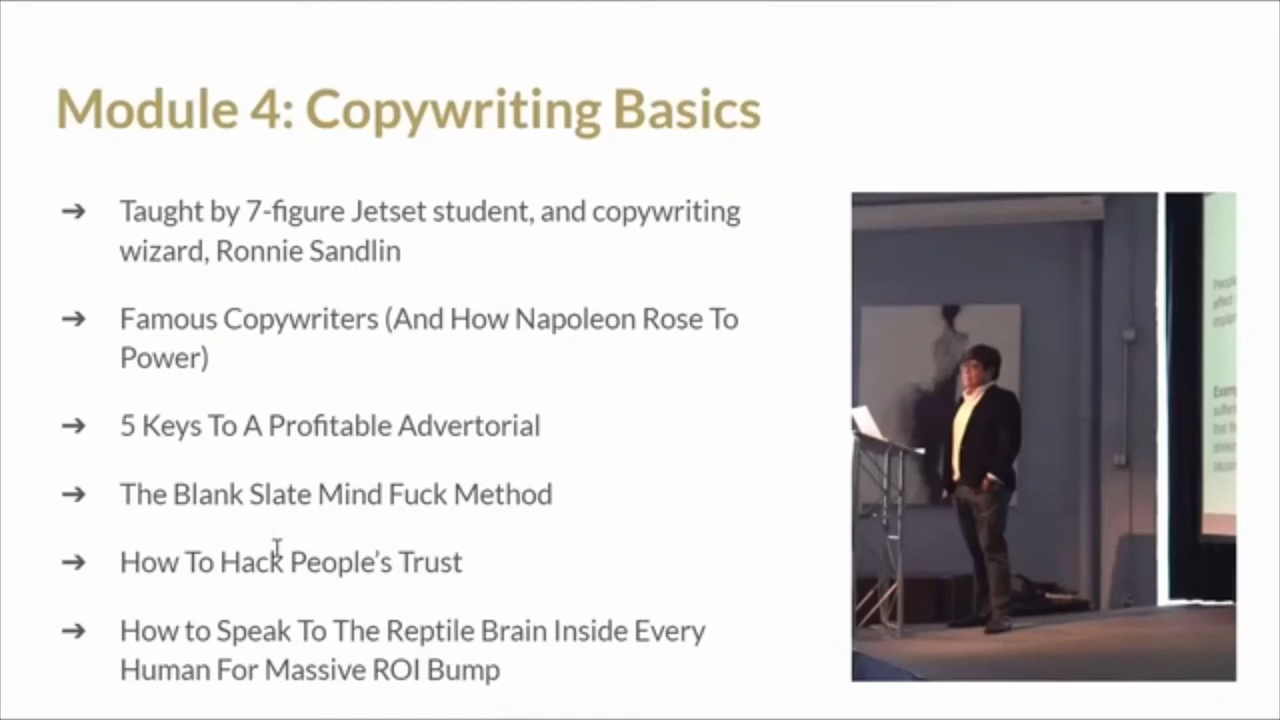 Module 4: Copywriting Basics
➔ Taught by 7-figure Jetset student, and copywriting
wizard, Ronnie Sandlin
➔ Famous Copywriters (And How Napoleon Rose To
Power)
➔ 5 Keys To A Profitable Advertorial
➔ The Blank Slate Mind Fuck Method
➔ How To Hack People's Trust
➔ How to Speak To The Reptile Brain Inside Every
Human For Massive ROI Bump